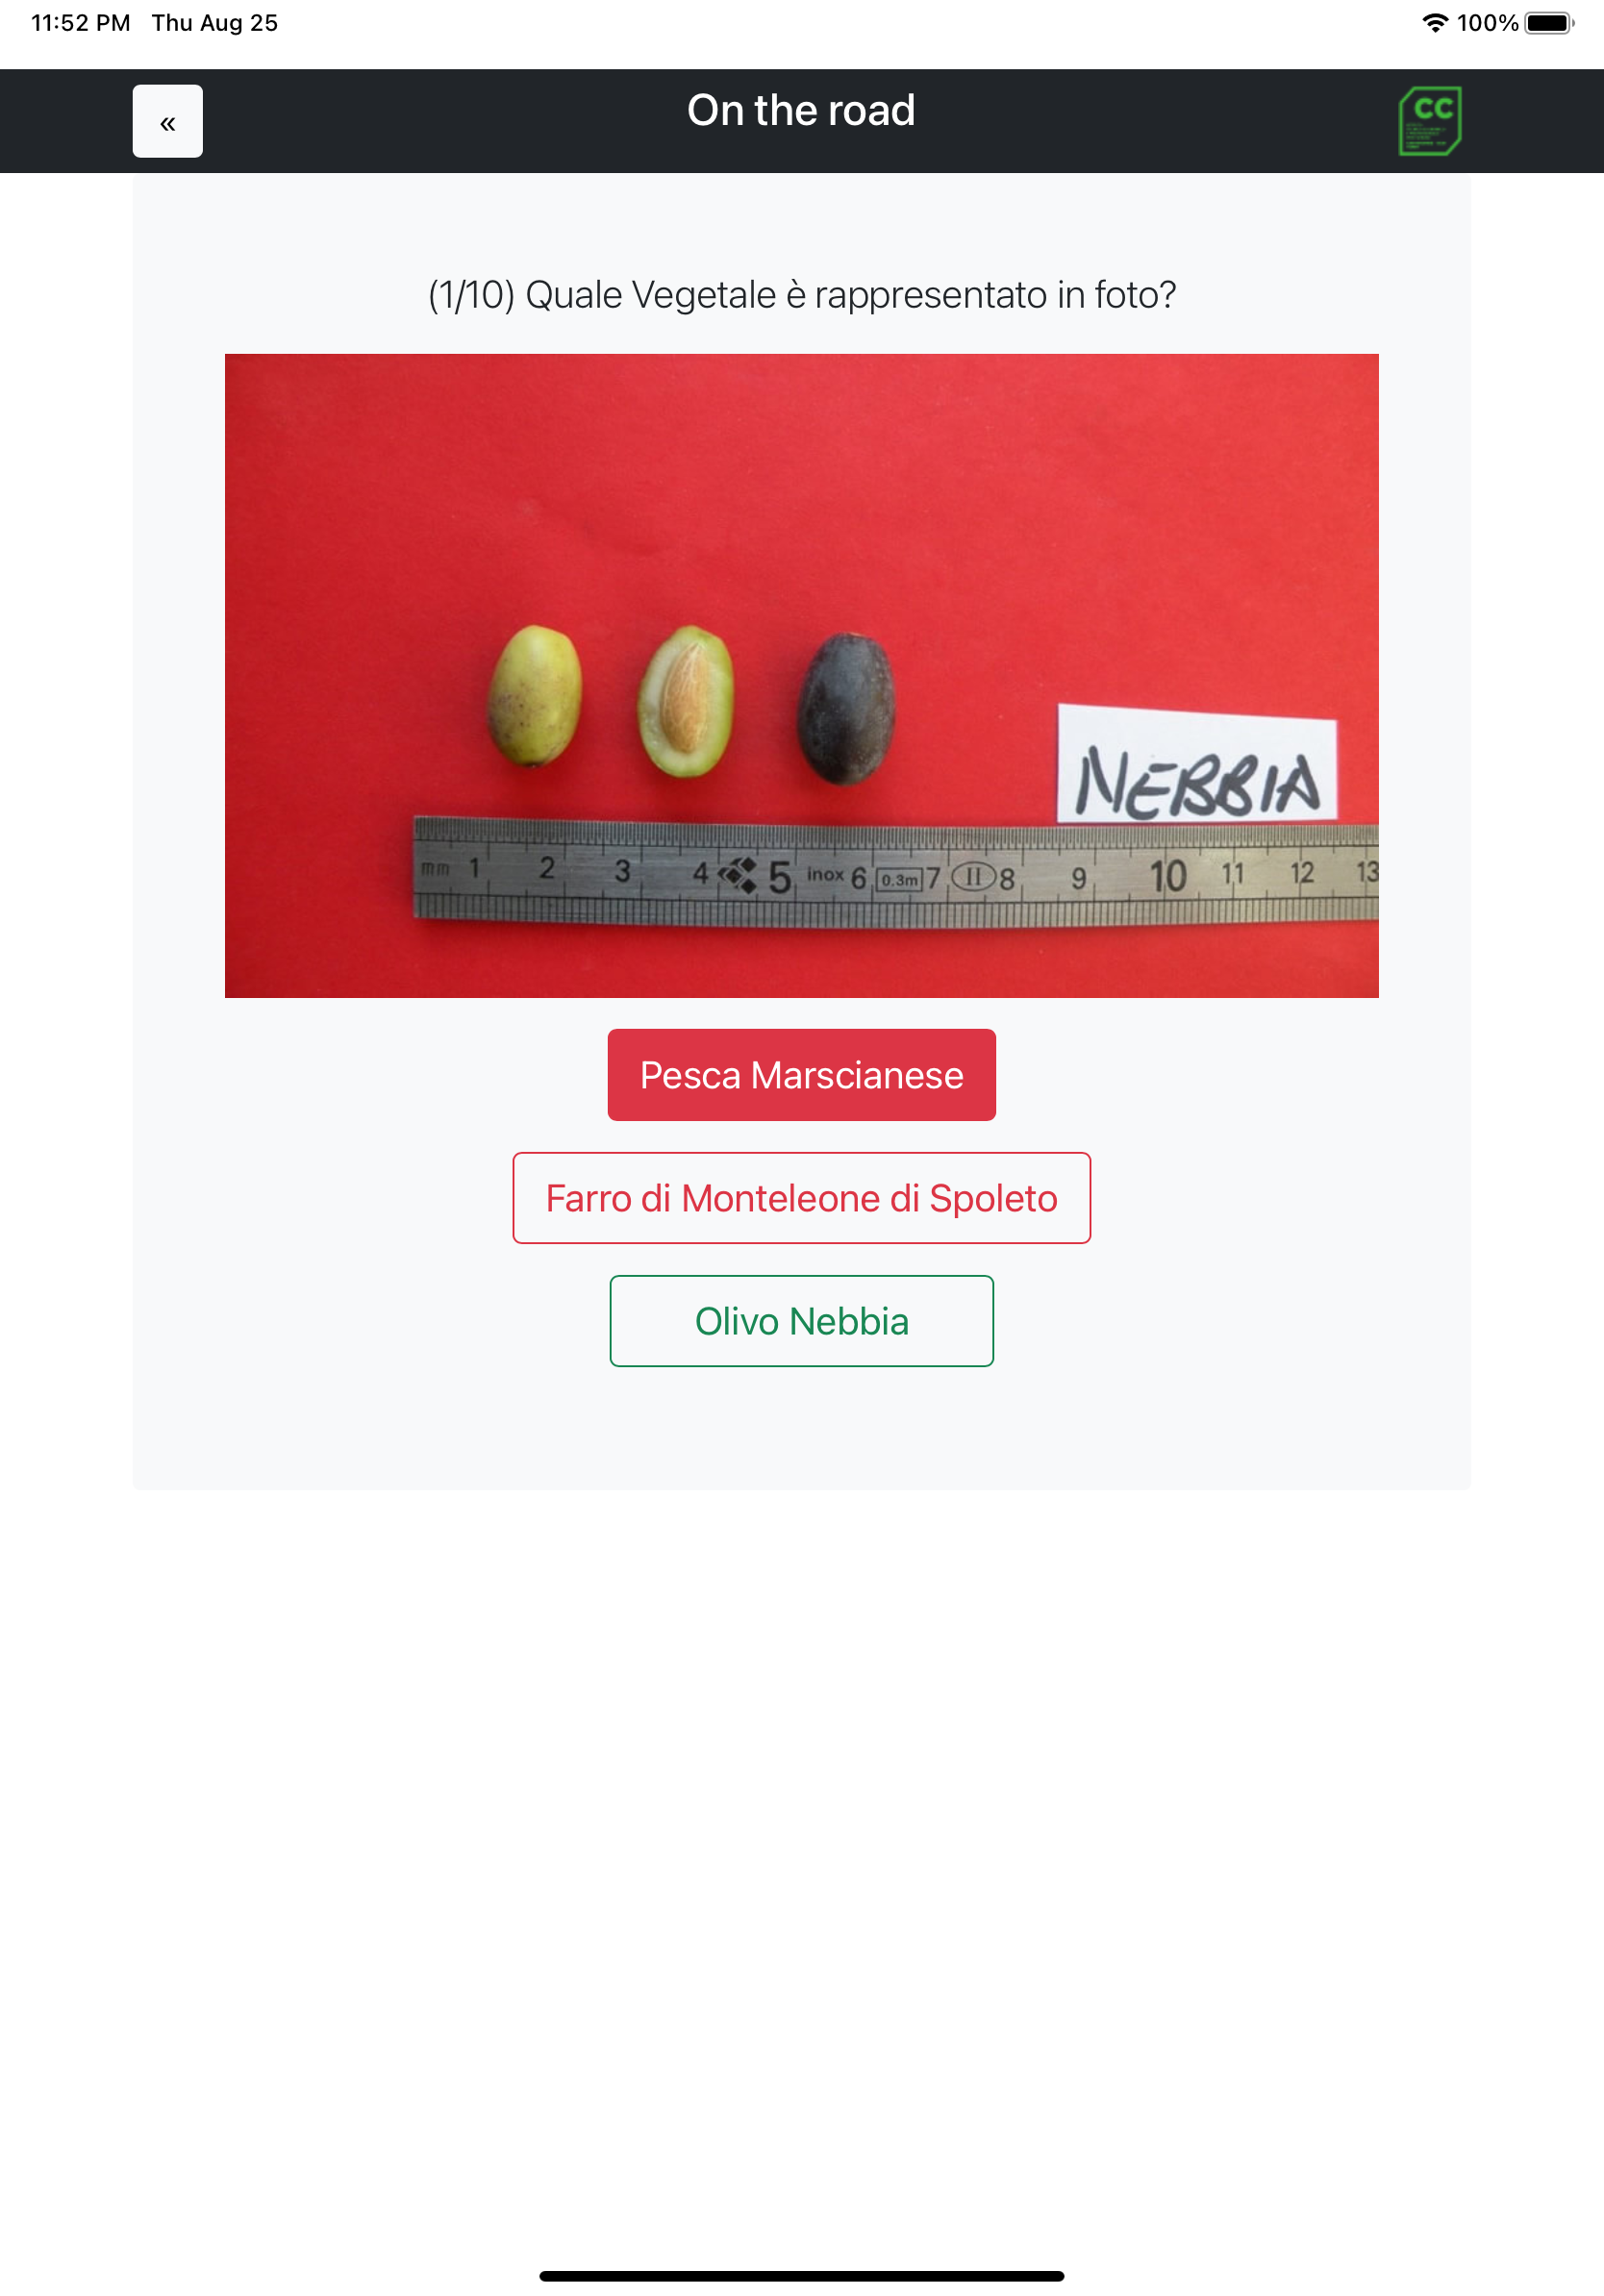 11:52 PM Thu Aug 25 100%
«
On the road
CC
(1/10) Quale Vegetale è rappresentato in foto?
NEBBIA
mm 1 2 3 4 5 inox 6 0.3m 7 II 8 9 10 11 12 13
Pesca Marscianese
Farro di Monteleone di Spoleto
Olivo Nebbia